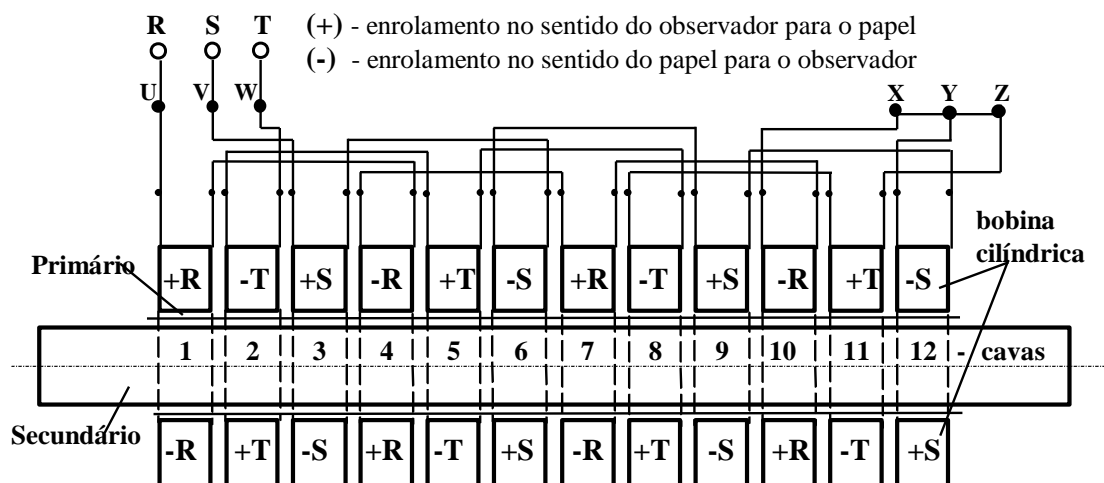 R S T (+) - enrolamento no sentido do observador para o papel
(-) - enrolamento no sentido do papel para o observador
U V W X Y Z
bobina
cilíndrica
Primário
+R -T +S -R +T -S +R -T +S -R +T -S
1 2 3 4 5 6 7 8 9 10 11 12 - cavas
Secundário
-R +T -S +R -T +S -R +T -S +R -T +S